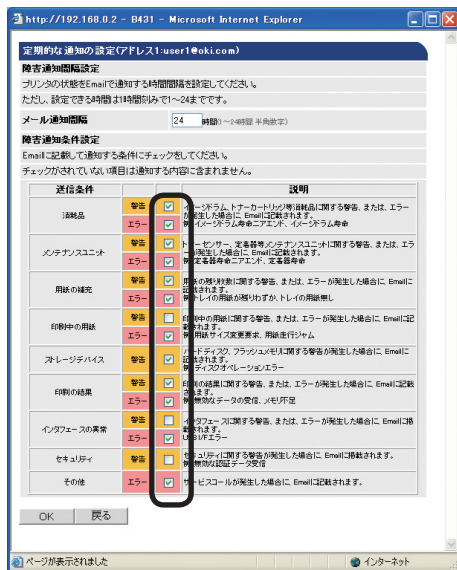 http://192.168.0.2 - B431 - Microsoft Internet Explorer
定期的な通知の設定(アドレス1:user1@oki.com)
障害通知間隔設定
プリンタの状態をEmailで通知する時間間隔を設定してください。
ただし、設定できる時間は1時間刻みで1～24までです。
メール通知間隔 24 時間(1～24時間 半角数字)
障害通知条件設定
Emailに記載して通知する条件にチェックをしてください。
チェックがされていない項目は通知する内容に含まれません。
送信条件 説明
消耗品
警告
エラー
イメージドラム、トナーカートリッジ等消耗品に関する警告、または、エラー
が発生した場合に、Emailに記載されます。
例:イメージドラム寿命ニアエンド、イメージドラム寿命
メンテナンスユニット
警告
エラー
トナーセンサー、定着器等メンテナンスユニットに関する警告、または、エラ
ーが発生した場合に、Emailに記載されます。
例:定着器寿命ニアエンド、定着器寿命
用紙の補充
警告
エラー
用紙の残り枚数に関する警告、または、エラーが発生した場合に、Emailに
記載されます。
例:トレイの用紙が残りわずか、トレイの用紙無し
印刷中の用紙
警告
エラー
印刷中の用紙に関する警告、または、エラーが発生した場合に、Emailに記
載されます。
例:用紙サイズ変更要求、用紙走行ジャム
ストレージデバイス
警告
ハードディスク、フラッシュメモリに関する警告が発生した場合に、Emailに
記載されます。
例:ディスクオペレーションエラー
印刷の結果
警告
エラー
印刷の結果に関する警告、または、エラーが発生した場合に、Emailに記載
されます。
例:無効なデータの受信、メモリ不足
インタフェースの異常
警告
エラー
インタフェースに関する警告、または、エラーが発生した場合に、Emailに掲
載されます。
USB I/Fエラー
セキュリティ
警告
セキュリティに関する警告が発生した場合に、Emailに掲載されます。
例:無効な認証データ受信
その他
エラー
サービスコールが発生した場合に、Emailに記載されます。
OK 戻る
ページが表示されました インターネット